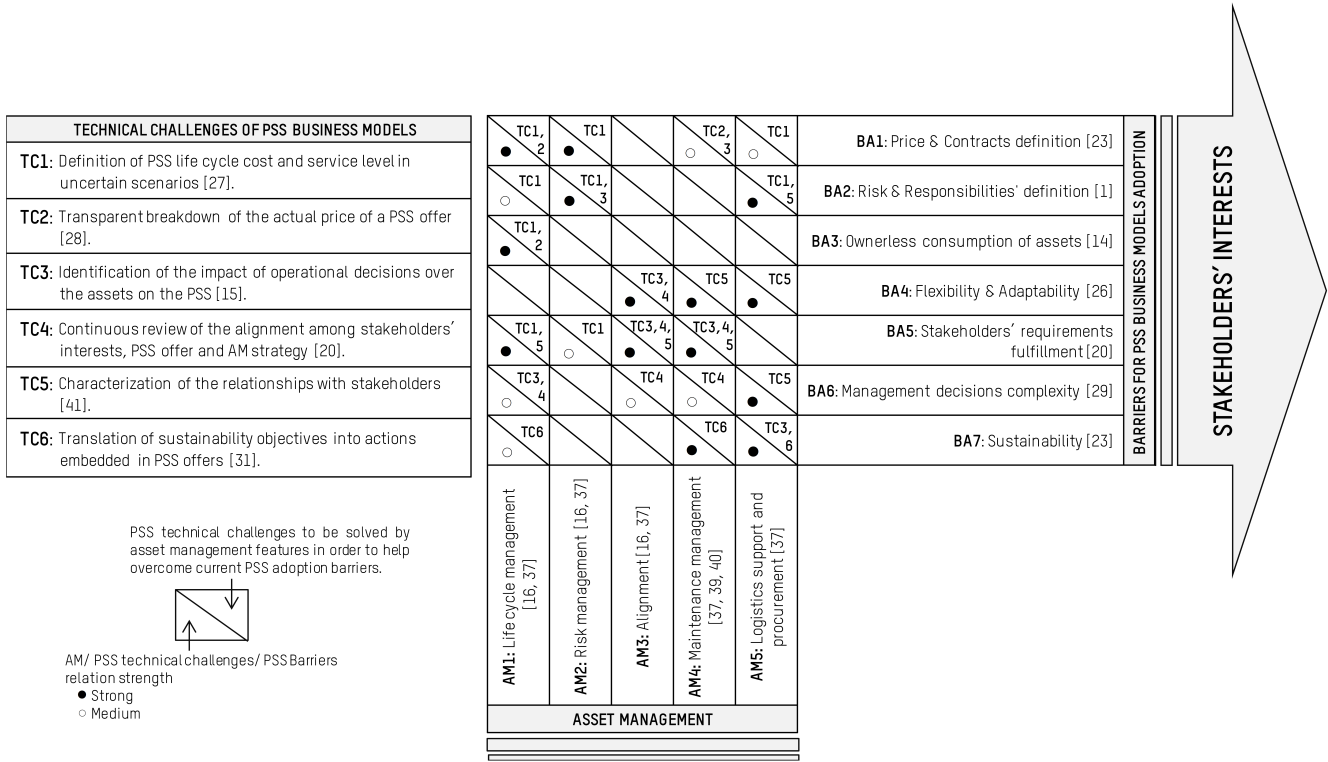 TECHNICAL CHALLENGES OF PSS BUSINESS MODELS
TC1: Definition of PSS life cycle cost and service level in
uncertain scenarios [27].
TC2: Transparent breakdown of the actual price of a PSS offer
[28].
TC3: Identification of the impact of operational decisions over
the assets on the PSS [15].
TC4: Continuous review of the alignment among stakeholders´
interests, PSS offer and AM strategy [20].
TC5: Characterization of the relationships with stakeholders
[41].
TC6: Translation of sustainability objectives into actions
embedded in PSS offers [31].
PSS technical challenges to be solved by
asset management features in order to help
overcome current PSS adoption barriers.
AM/ PSS technical challenges/ PSS Barriers
relation strength
Strong
Medium
TC1,
2
TC1
TC2,
3
TC1
BA1: Price & Contracts definition [23]
TC1
TC1,
3
TC1,
5
BA2: Risk & Responsibilities' definition [1]
TC1,
2
BA3: Ownerless consumption of assets [14]
TC3,
4
TC5
TC5
BA4: Flexibility & Adaptability [26]
TC1,
5
TC1
TC3,4,
5
TC3,4,
5
BA5: Stakeholders´ requirements
fulfillment [20]
TC3,
4
TC4
TC4
TC5
BA6: Management decisions complexity [29]
TC6
TC6
TC3,
6
BA7: Sustainability [23]
AM1: Life cycle management
[16, 37]
AM2: Risk management [16, 37]
AM3: Alignment [16, 37]
AM4: Maintenance management
[37, 39, 40]
AM5: Logistics support and
procurement [37]
ASSET MANAGEMENT
BARRIERS FOR PSS BUSINESS MODELS ADOPTION
STAKEHOLDERS´ INTERESTS